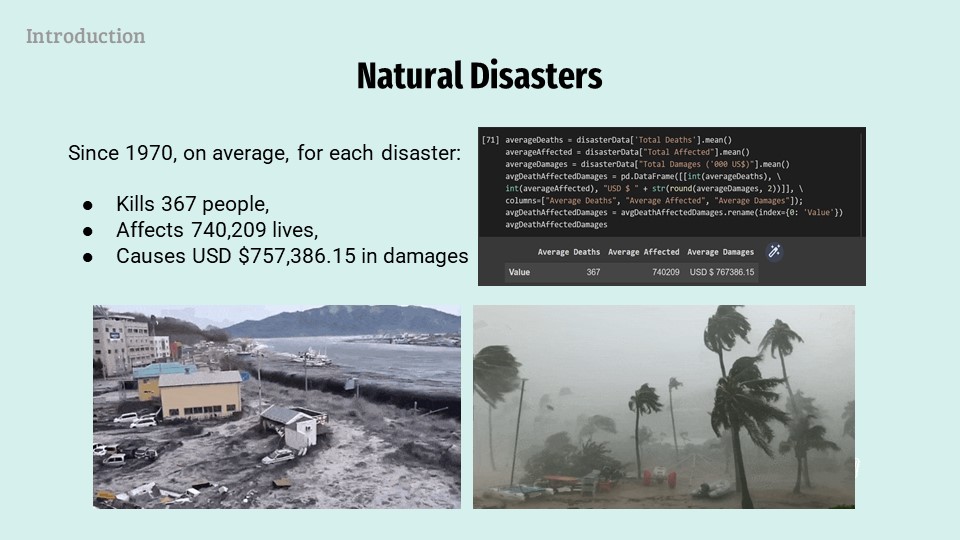 Introduction
Natural Disasters
Since 1970, on average, for each disaster:
● Kills 367 people,
● Affects 740,209 lives,
● Causes USD $757,386.15 in damages
[71] averageDeaths = disasterData['Total Deaths'].mean()
averageAffected = disasterData["Total Affected"].mean()
averageDamages = disasterData["Total Damages ('000 US$)"].mean()
avgDeathAffectedDamages = pd.DataFrame([[int(averageDeaths), \
int(averageAffected), "USD $ " + str(round(averageDamages, 2))]], \
columns=["Average Deaths", "Average Affected", "Average Damages"]);
avgDeathAffectedDamages = avgDeathAffectedDamages.rename(index={0: 'Value'})
avgDeathAffectedDamages
Average Deaths Average Affected Average Damages
Value 367 740209 USD $ 767386.15